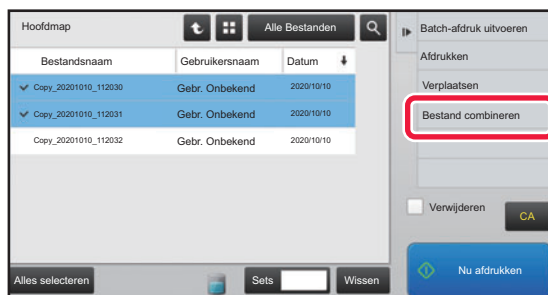 Hoofdmap
Alle Bestanden
Bestandsnaam Gebruikersnaam Datum
Copy_20201010_112030 Gebr. Onbekend 2020/10/10
Copy_20201010_112031 Gebr. Onbekend 2020/10/10
Copy_20201010_112032 Gebr. Onbekend 2020/10/10
Alles selecteren
Sets
Wissen
Batch-afdruk uitvoeren
Afdrukken
Verplaatsen
Bestand combineren
Verwijderen
CA
Nu afdrukken